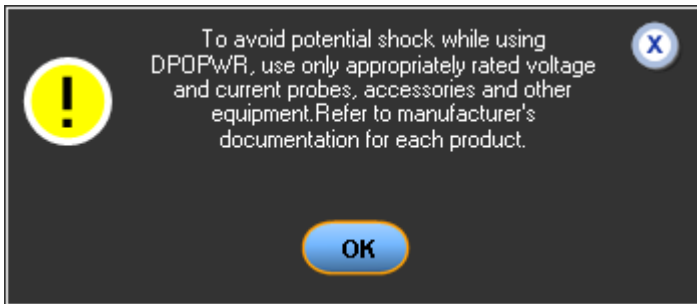 To avoid potential shock while using
DPOPWR, use only appropriately rated voltage
and current probes, accessories and other
equipment.Refer to manufacturer's
documentation for each product.
X
!
OK